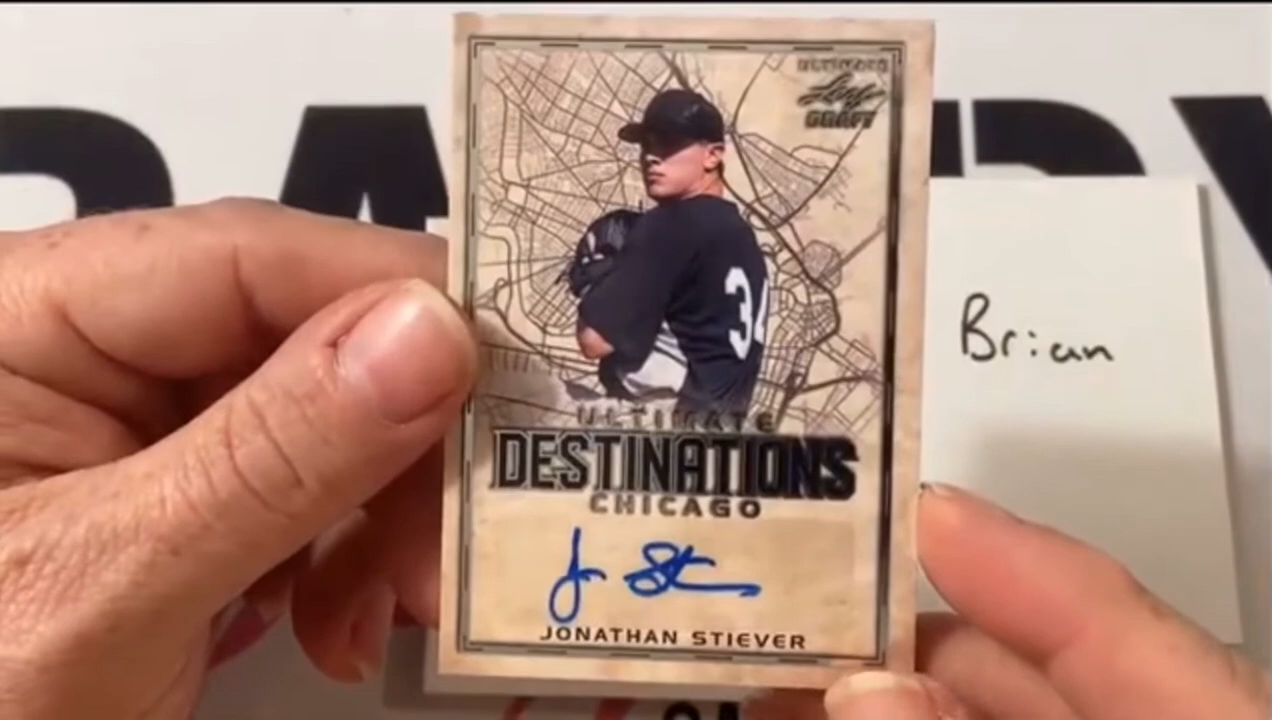 ULTIMATE
Leaf
DRAFT
34
ULTIMATE
DESTINATIONS
CHICAGO
JONATHAN STIEVER
Brian